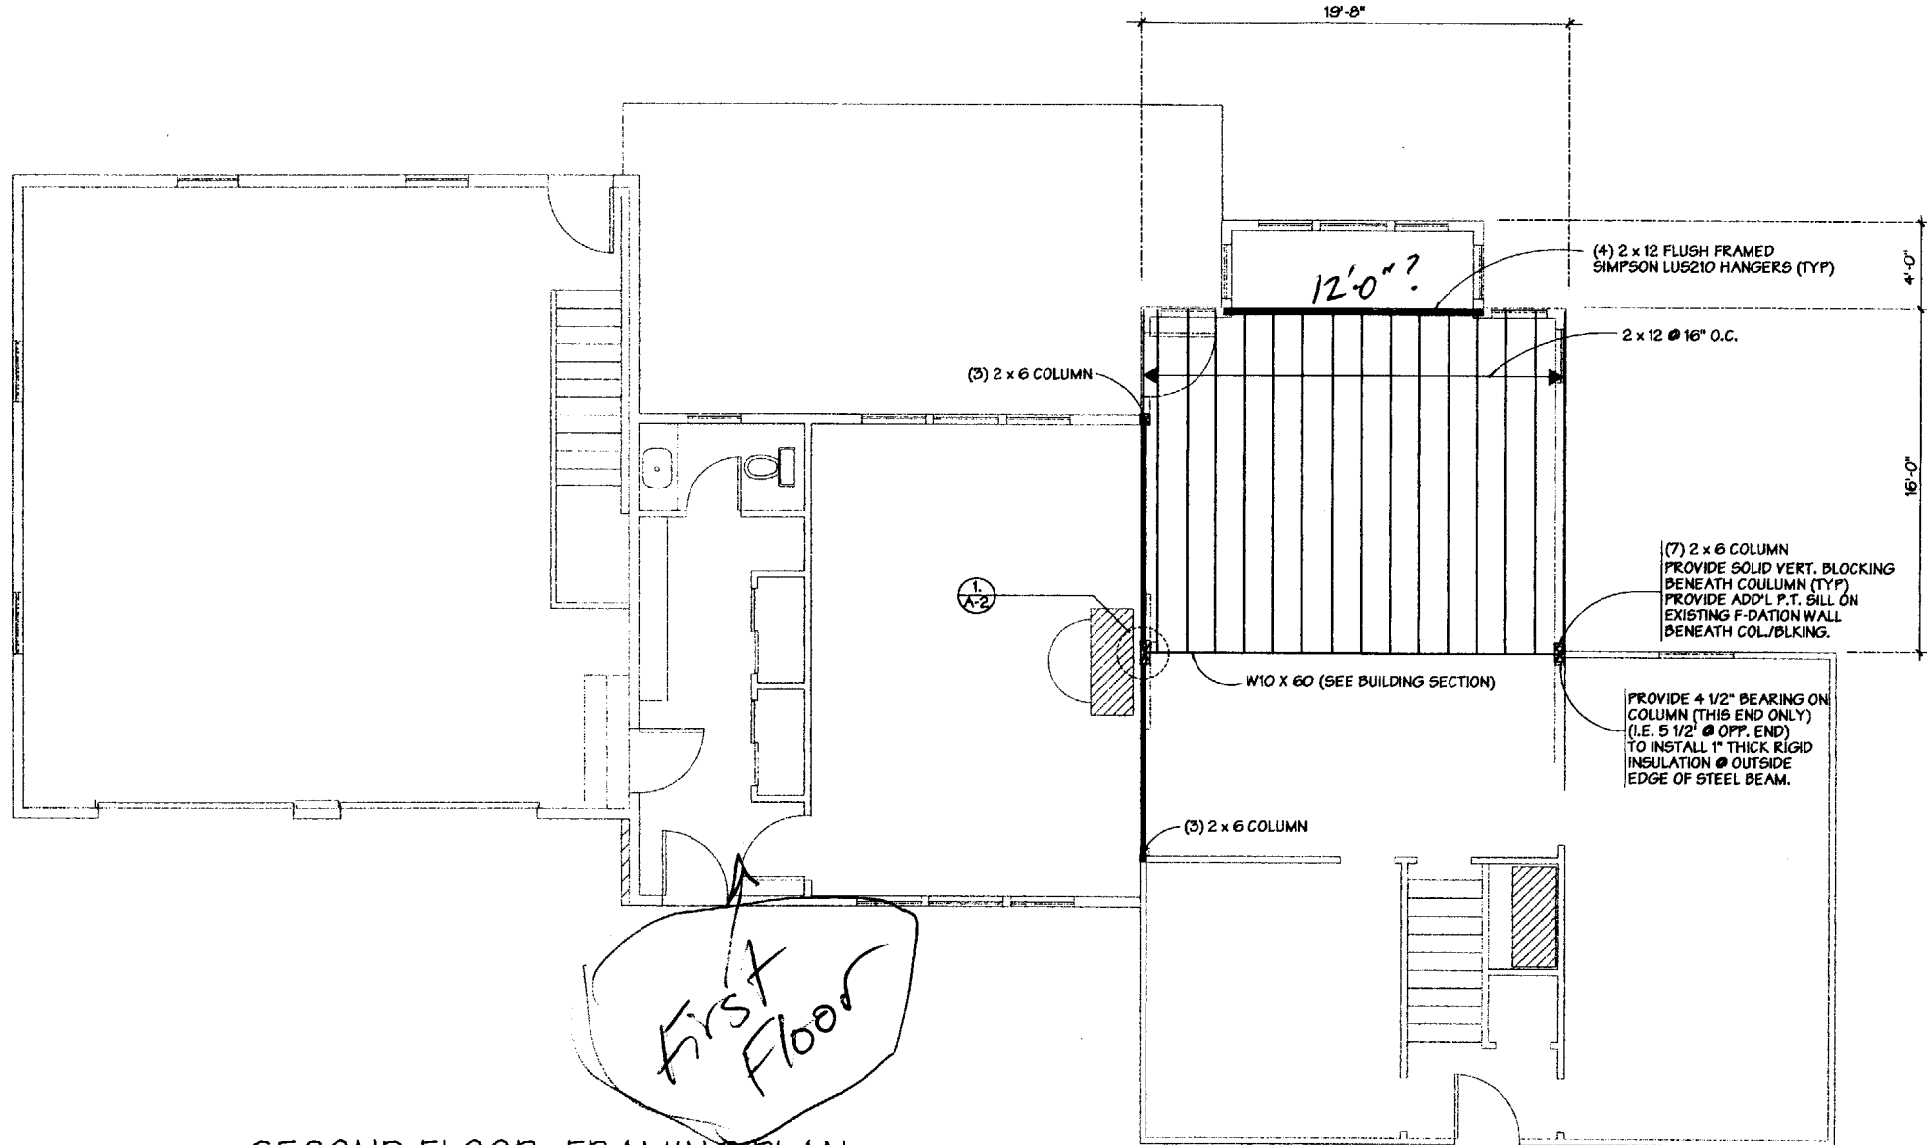 19'-8"
(4) 2 x 12 FLUSH FRAMED
SIMPSON LUS210 HANGERS (TYP)
4'-0"
12'-0" ?
2 x 12 @ 16" O.C.
(3) 2 x 6 COLUMN
16'-0"
(7) 2 x 6 COLUMN
PROVIDE SOLID VERT. BLOCKING
BENEATH COULUMN (TYP)
PROVIDE ADD'L P.T. SILL ON
EXISTING F-DATION WALL
BENEATH COL./BLKING.
1.
A-2
W10 X 60 (SEE BUILDING SECTION)
PROVIDE 4 1/2" BEARING ON
COLUMN (THIS END ONLY)
(I.E. 5 1/2' @ OPP. END)
TO INSTALL 1" THICK RIGID
INSULATION @ OUTSIDE
EDGE OF STEEL BEAM.
(3) 2 x 6 COLUMN
First
Floor
SECOND FLOOR FRAMING PLAN